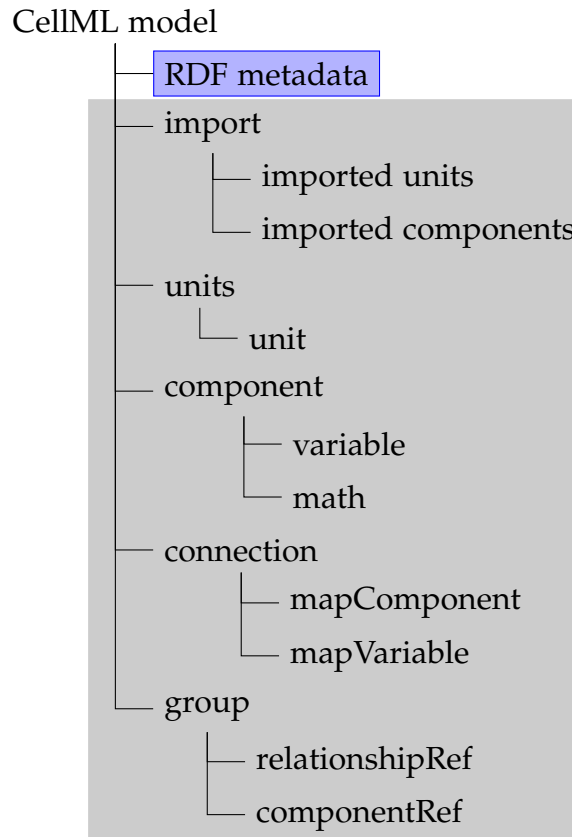 CellML model
RDF metadata
import
imported units
imported components
units
unit
component
variable
math
connection
mapComponent
mapVariable
group
relationshipRef
componentRef